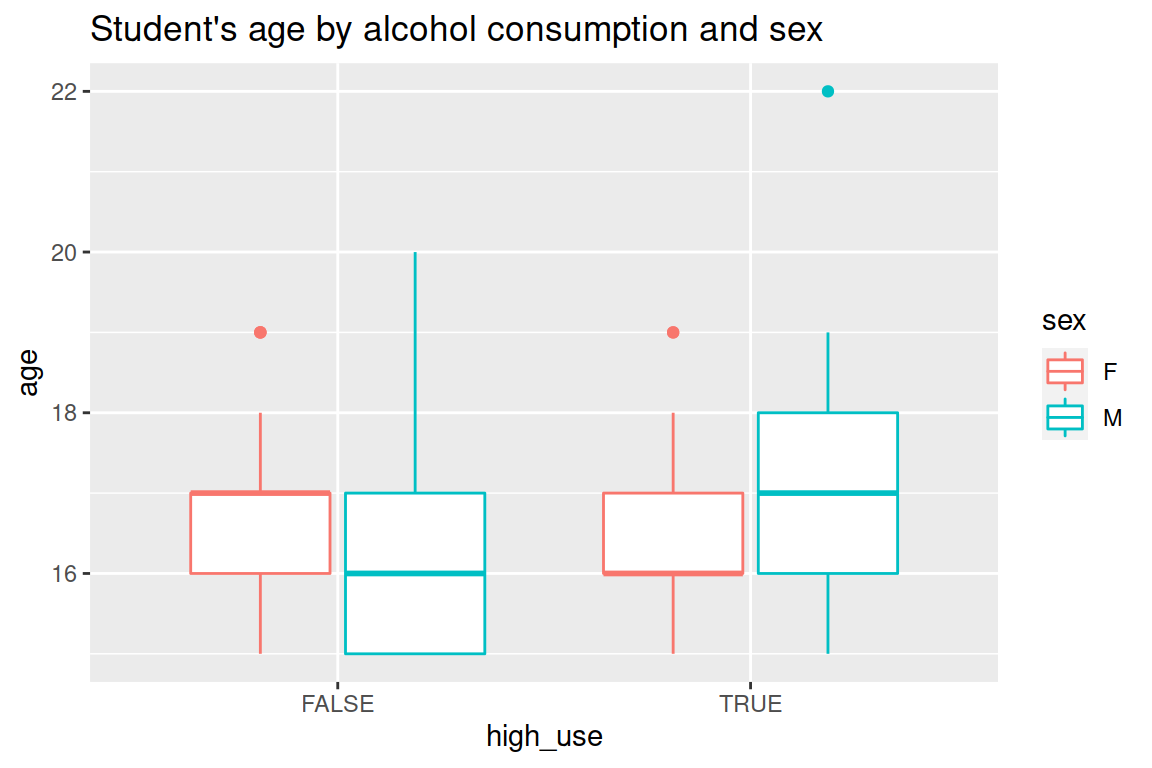 Student's age by alcohol consumption and sex
22
20
18
16
age
FALSE
TRUE
high_use
sex
F
M